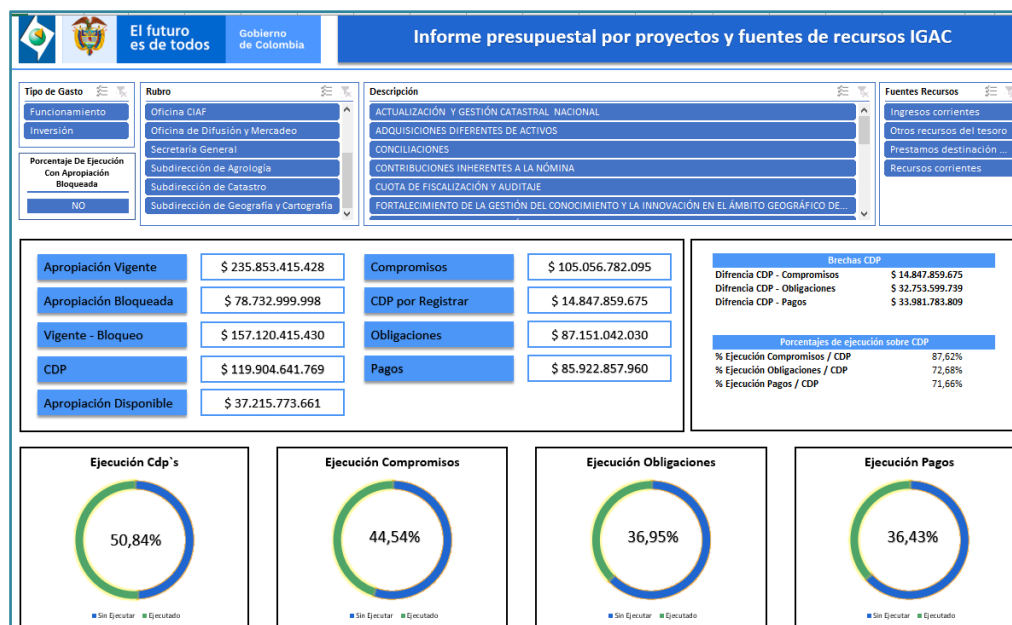 El futuro
es de todos
Gobierno
de Colombia
Informe presupuestal por proyectos y fuentes de recursos IGAC
Tipo de Gasto
Funcionamiento
Inversión
Porcentaje De Ejecución
Con Apropiación
Bloqueada
NO
Rubro
Oficina CIAF
Oficina de Difusión y Mercadeo
Secretaría General
Subdirección de Agrología
Subdirección de Catastro
Subdirección de Geografía y Cartografía
Descripción
ACTUALIZACIÓN Y GESTIÓN CATASTRAL NACIONAL
ADQUISICIONES DIFERENTES DE ACTIVOS
CONCILIACIONES
CONTRIBUCIONES INHERENTES A LA NÓMINA
CUOTA DE FISCALIZACIÓN Y AUDITAJE
FORTALECIMIENTO DE LA GESTIÓN DEL CONOCIMIENTO Y LA INNOVACIÓN EN EL ÁMBITO GEOGRÁFICO DE...
Fuentes Recursos
Ingresos corrientes
Otros recursos del tesoro
Prestamos destinación ...
Recursos corrientes
Apropiación Vigente $ 235.853.415.428
Apropiación Bloqueada $ 78.732.999.998
Vigente - Bloqueo $ 157.120.415.430
CDP $ 119.904.641.769
Apropiación Disponible $ 37.215.773.661
Compromisos $ 105.056.782.095
CDP por Registrar $ 14.847.859.675
Obligaciones $ 87.151.042.030
Pagos $ 85.922.857.960
Brechas CDP
Difrencia CDP - Compromisos $ 14.847.859.675
Difrencia CDP - Obligaciones $ 32.753.599.739
Difrencia CDP - Pagos $ 33.981.783.809
Porcentajes de ejecución sobre CDP
% Ejecución Compromisos / CDP 87,62%
% Ejecución Obligaciones / CDP 72,68%
% Ejecución Pagos / CDP 71,66%
Ejecución Cdp`s
50,84%
Sin Ejecutar Ejecutado
Ejecución Compromisos
44,54%
Sin Ejecutar Ejecutado
Ejecución Obligaciones
36,95%
Sin Ejecutar Ejecutado
Ejecución Pagos
36,43%
Sin Ejecutar Ejecutado